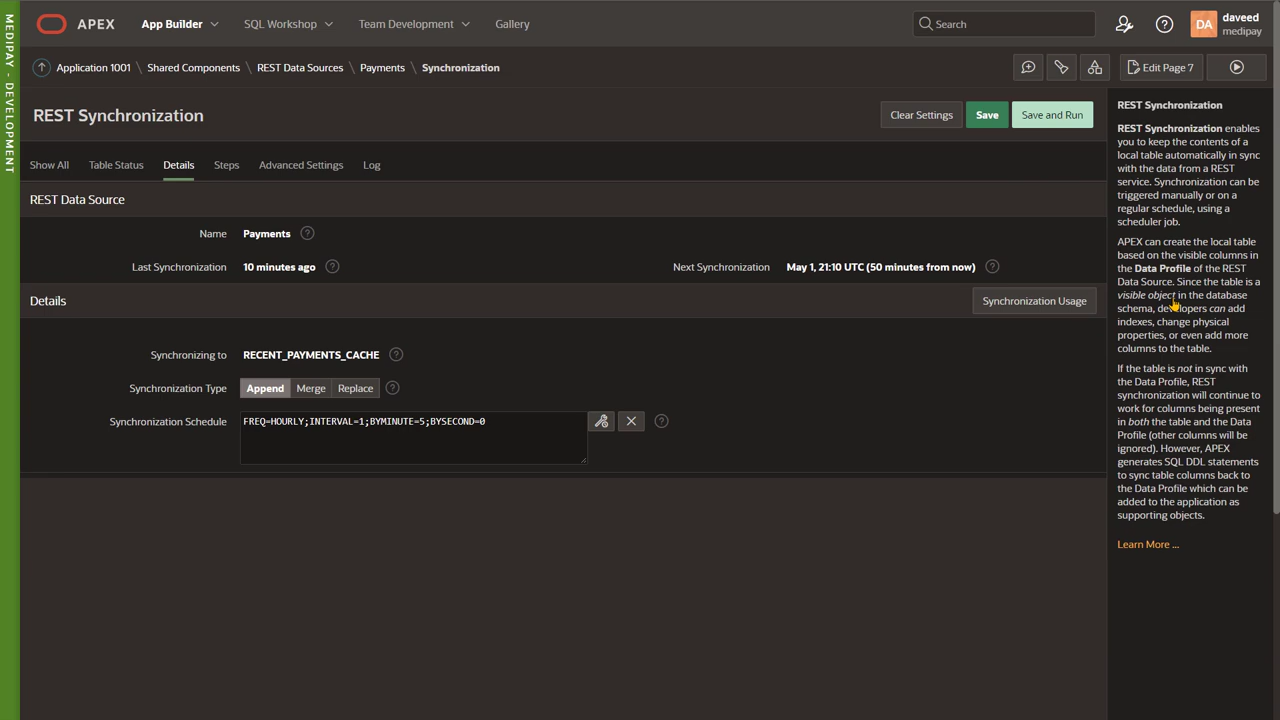 MEDIPAY - DEVELOPMENT
APEX
App Builder
SQL Workshop
Team Development
Gallery
Search
DA
daveed
medipay
Application 1001 \ Shared Components \ REST Data Sources \ Payments \ Synchronization
Edit Page 7
REST Synchronization
Clear Settings
Save
Save and Run
Show All
Table Status
Details
Steps
Advanced Settings
Log
REST Data Source
Name
Payments
Last Synchronization
10 minutes ago
Next Synchronization
May 1, 21:10 UTC (50 minutes from now)
Details
Synchronization Usage
Synchronizing to
RECENT_PAYMENTS_CACHE
Synchronization Type
Append
Merge
Replace
Synchronization Schedule
FREQ=HOURLY;INTERVAL=1;BYMINUTE=5;BYSECOND=0
REST Synchronization
REST Synchronization enables
you to keep the contents of a
local table automatically in sync
with the data from a REST
service. Synchronization can be
triggered manually or on a
regular schedule, using a
scheduler job.
APEX can create the local table
based on the visible columns in
the Data Profile of the REST
Data Source. Since the table is a
visible object in the database
schema, developers can add
indexes, change physical
properties, or even add more
columns to the table.
If the table is not in sync with
the Data Profile, REST
synchronization will continue to
work for columns being present
in both the table and the Data
Profile (other columns will be
ignored). However, APEX
generates SQL DDL statements
to sync table columns back to
the Data Profile which can be
added to the application as
supporting objects.
Learn More ...